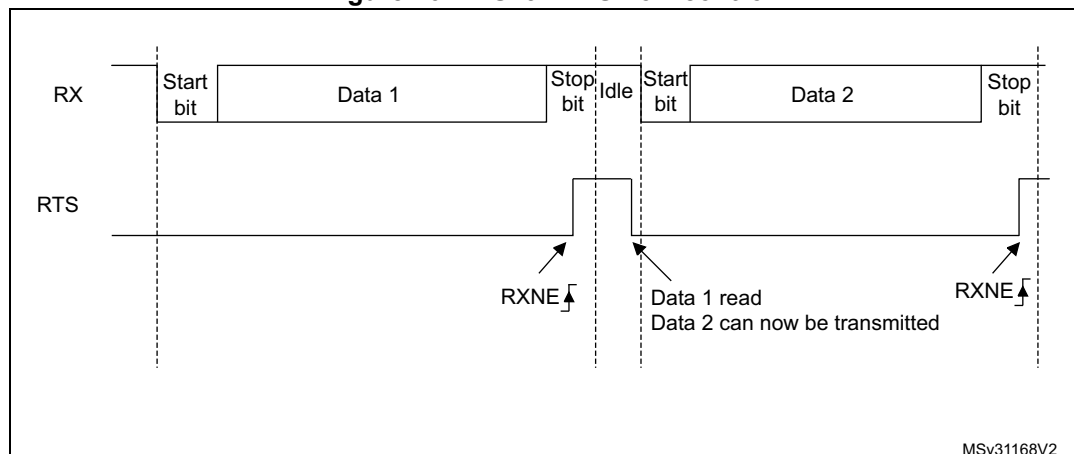 RX
Start bit
Data 1
Stop bit
Idle
Start bit
Data 2
Stop bit
RTS
RXNE
Data 1 read
Data 2 can now be transmitted
RXNE
MSv31168V2